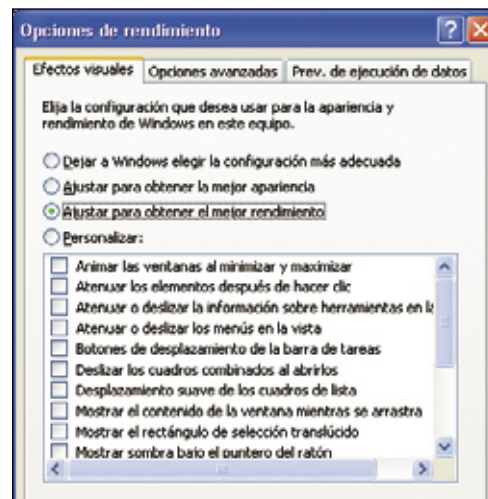 Opciones de rendimiento
Efectos visuales Opciones avanzadas Prev. de ejecución de datos
Elija la configuración que desea usar para la apariencia y
rendimiento de Windows en este equipo.
Dejar a Windows elegir la configuración más adecuada
Ajustar para obtener la mejor apariencia
Ajustar para obtener el mejor rendimiento
Personalizar:
Animar las ventanas al minimizar y maximizar
Atenuar los elementos después de hacer clic
Atenuar o deslizar la información sobre herramientas en la
Atenuar o deslizar los menús en la vista
Botones de desplazamiento de la barra de tareas
Deslizar los cuadros combinados al abrirlos
Desplazamiento suave de los cuadros de lista
Mostrar el contenido de la ventana mientras se arrastra
Mostrar el rectángulo de selección translúcido
Mostrar sombra bajo el puntero del ratón